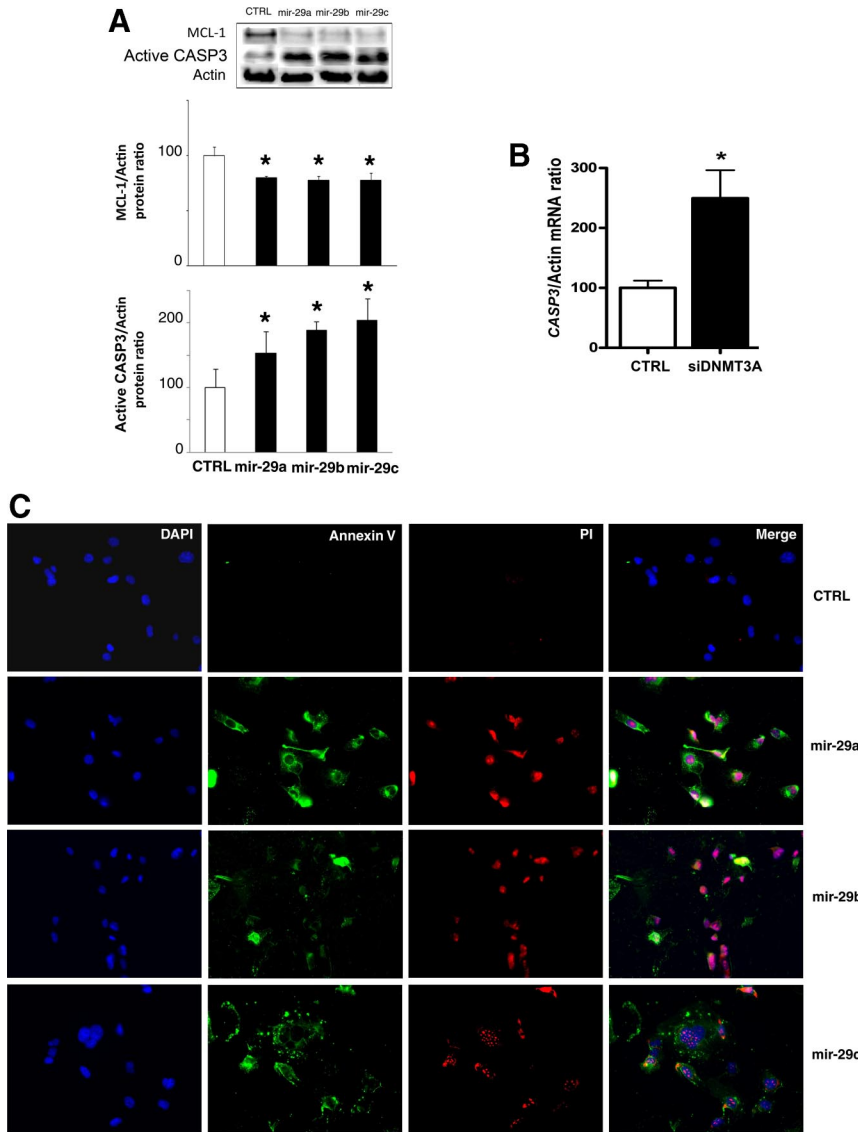 A
CTRL mir-29a mir-29b mir-29c
MCL-1
Active CASP3
Actin
MCL-1/Actin
protein ratio
100
0
* * *
Active CASP3/Actin
protein ratio
200
100
0
* * *
CTRL mir-29a mir-29b mir-29c
B
CASP3/Actin mRNA ratio
300
200
100
0
*
CTRL siDNMT3A
C
DAPI Annexin V PI Merge
CTRL
mir-29a
mir-29b
mir-29c